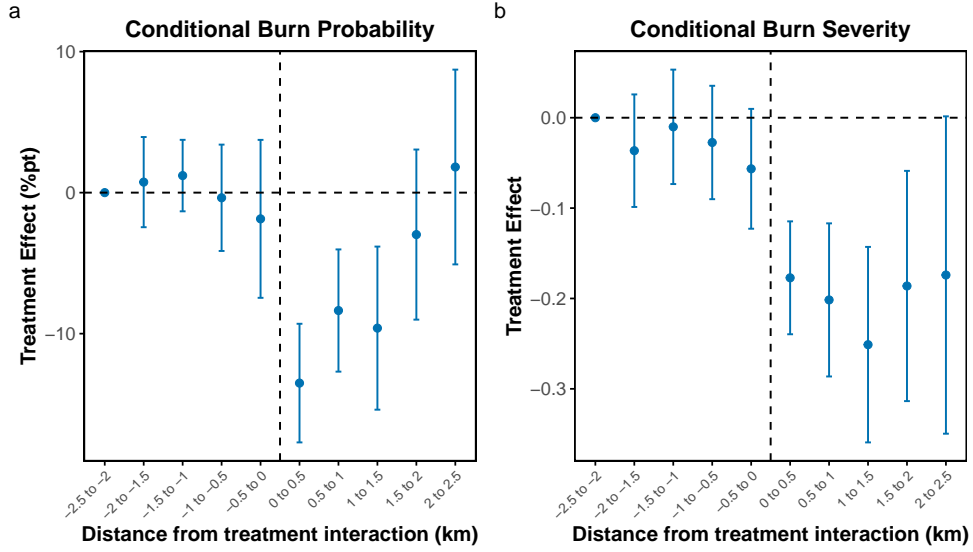 a
Conditional Burn Probability
Treatment Effect (%pt)
10
0
−10
−2.5 to −2
−2 to −1.5
−1.5 to −1
−1 to −0.5
−0.5 to 0
0 to 0.5
0.5 to 1
1 to 1.5
1.5 to 2
2 to 2.5
Distance from treatment interaction (km)
b
Conditional Burn Severity
Treatment Effect
0.0
−0.1
−0.2
−0.3
−2.5 to −2
−2 to −1.5
−1.5 to −1
−1 to −0.5
−0.5 to 0
0 to 0.5
0.5 to 1
1 to 1.5
1.5 to 2
2 to 2.5
Distance from treatment interaction (km)